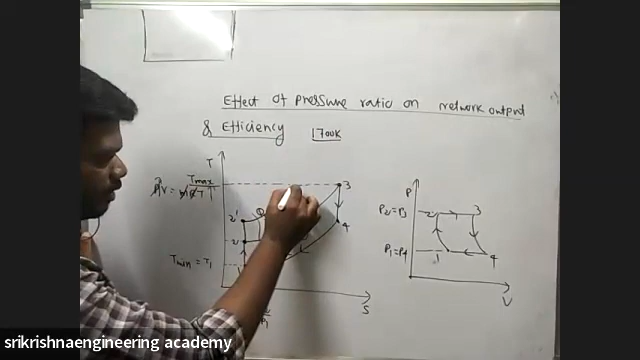 Effect of pressure ratio on network output
& Efficiency 1700K
T
P
Tmax
3
2'
2
Tmin = T1
1
4
S
P2 = P3
2
3
P1 = P4
1
4
V
srikrishnaengineering academy